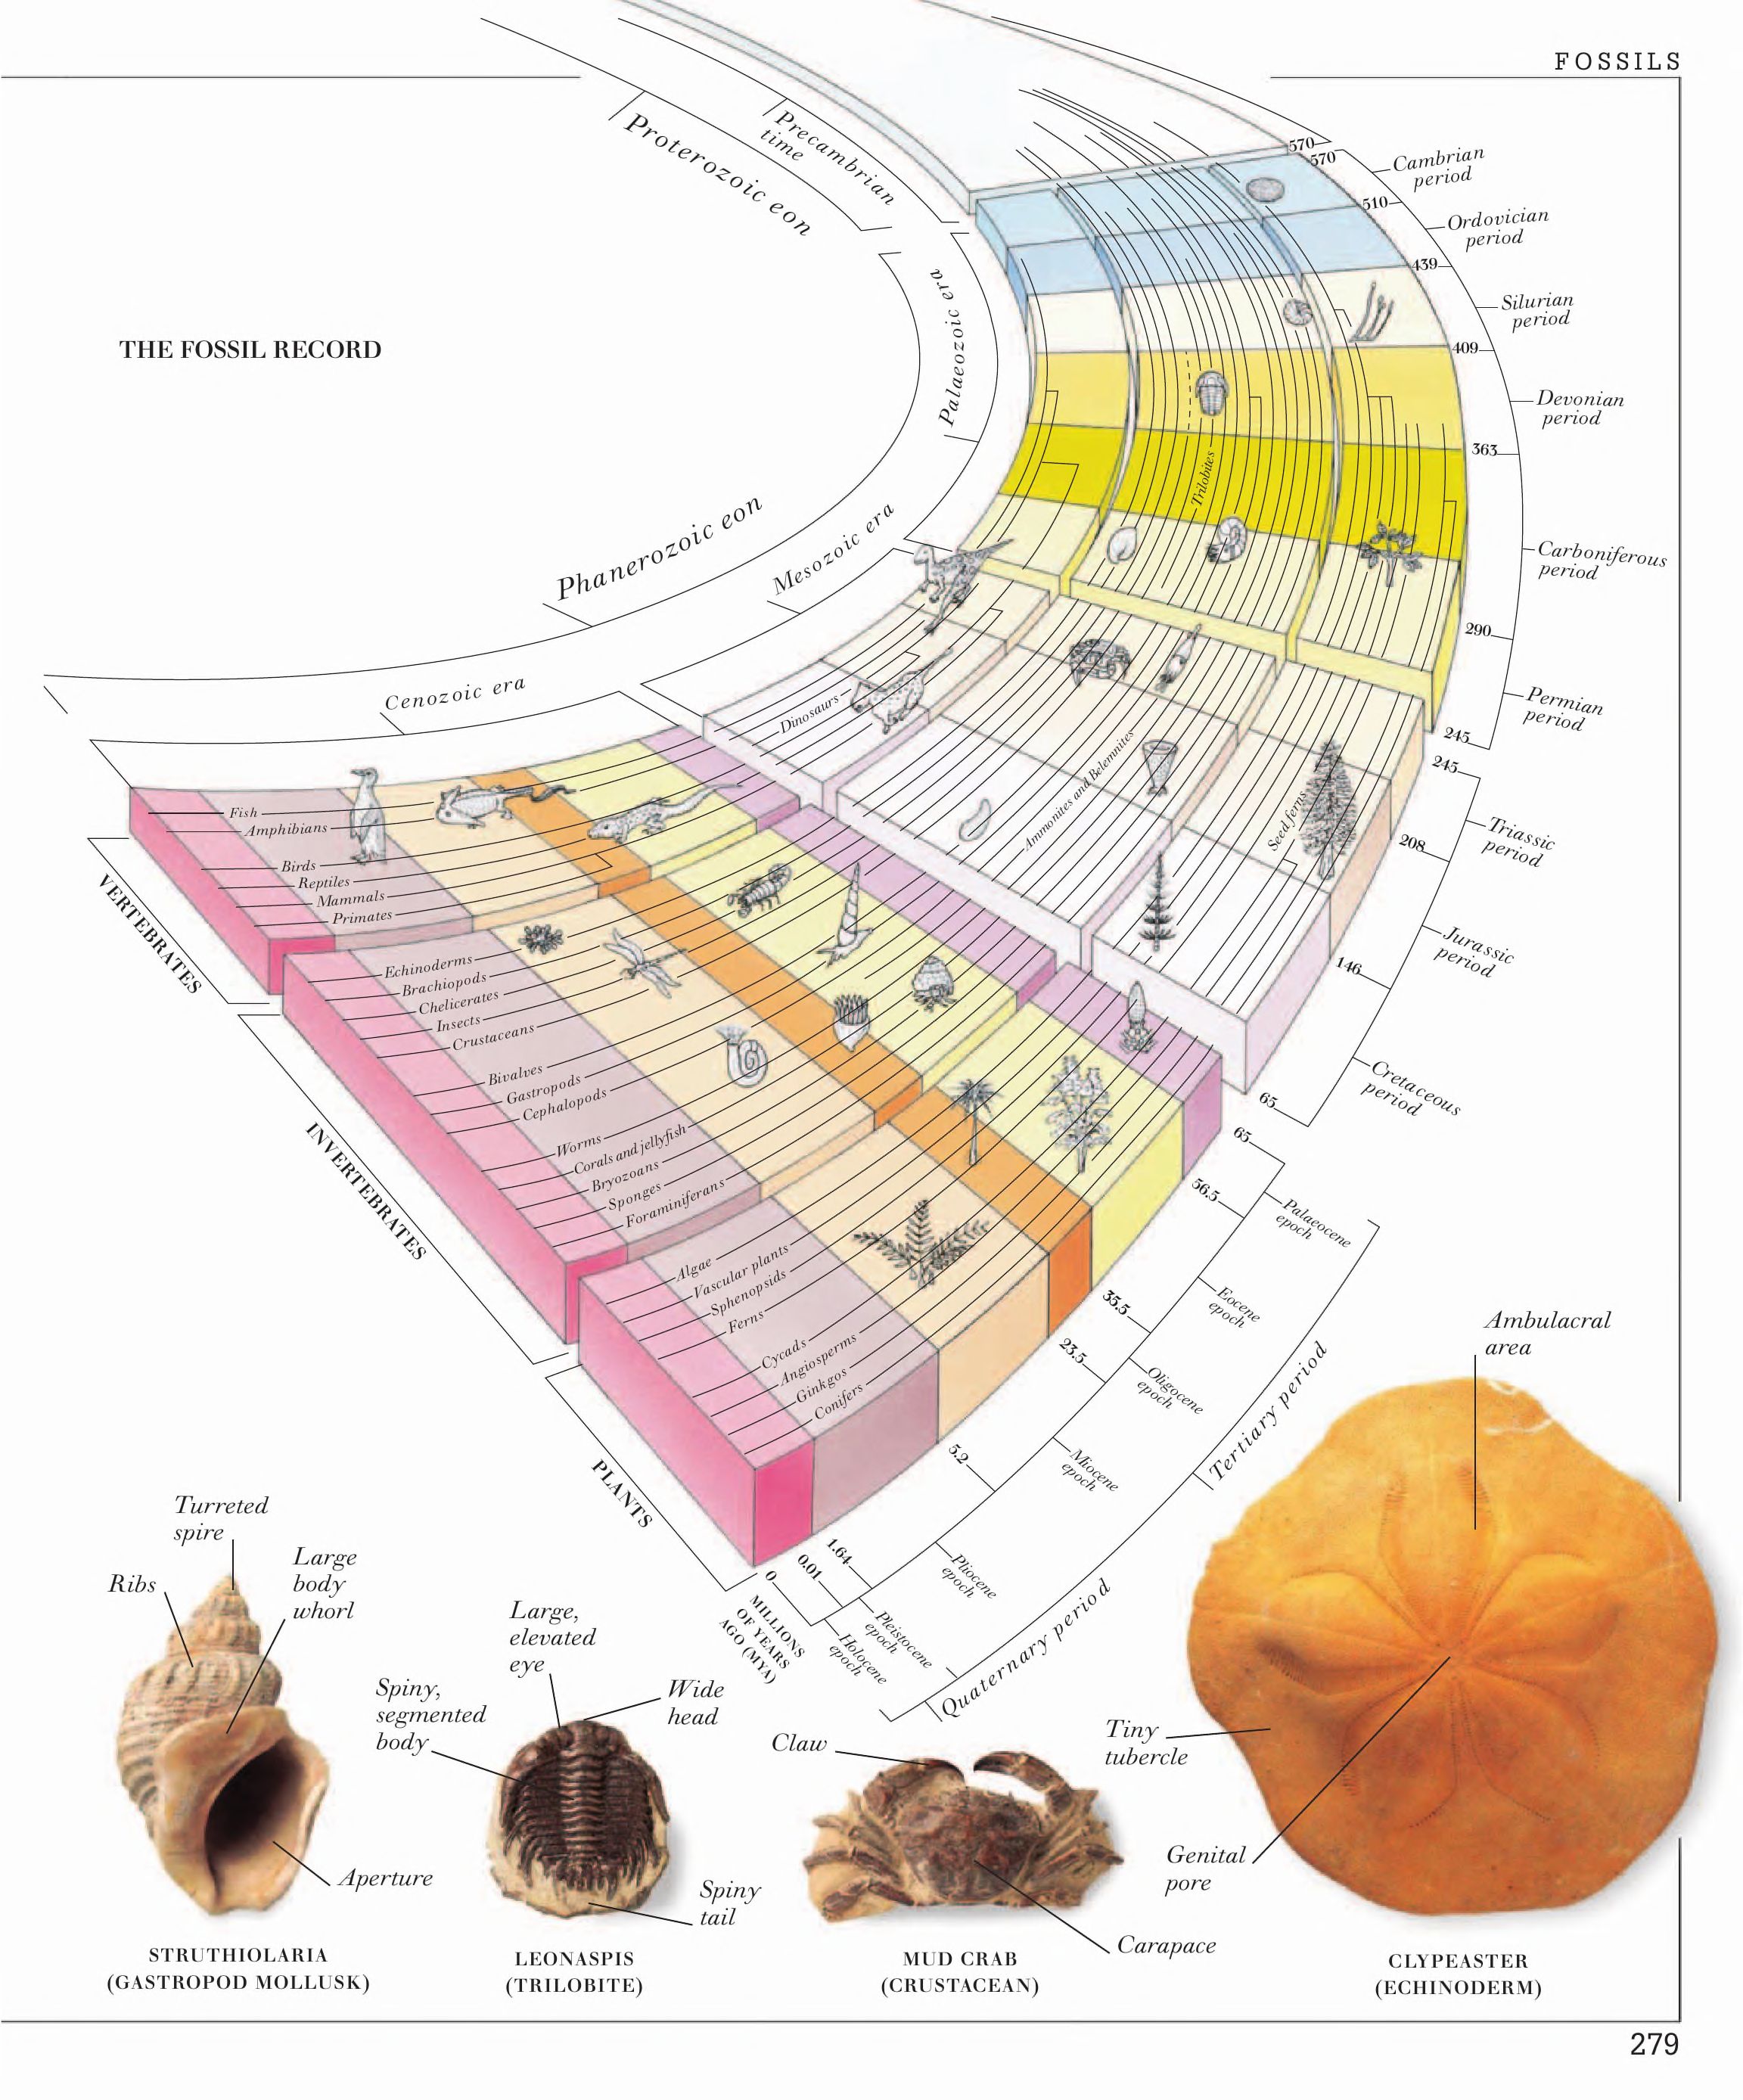 FOSSILS
THE FOSSIL RECORD
Proterozoic eon
Precambrian
time
Phanerozoic eon
Palaeozoic era
Mesozoic era
Cenozoic era
570
570
Cambrian
period
510
Ordovician
period
439
Silurian
period
409
Devonian
period
363
Carboniferous
period
290
Permian
period
245
245
Triassic
period
208
Jurassic
period
146
Cretaceous
period
65
65
Palaeocene
epoch
56.5
Eocene
epoch
35.5
Oligocene
epoch
23.5
Miocene
epoch
5.2
Pliocene
epoch
1.64
Pleistocene
epoch
0.01
Holocene
epoch
0
MILLIONS
OF YEARS
AGO (MYA)
Tertiary period
Quaternary period
Trilobites
Dinosaurs
Ammonites and Belemnites
Seed ferns
VERTEBRATES
Fish
Amphibians
Birds
Reptiles
Mammals
Primates
INVERTEBRATES
Echinoderms
Brachiopods
Chelicerates
Insects
Crustaceans
Bivalves
Gastropods
Cephalopods
Worms
Corals and jellyfish
Bryozoans
Sponges
Foraminiferans
PLANTS
Algae
Vascular plants
Sphenopsids
Ferns
Cycads
Angiosperms
Ginkgos
Conifers
Turreted
spire
Ribs
Large
body
whorl
Aperture
STRUTHIOLARIA
(GASTROPOD MOLLUSK)
Large,
elevated
eye
Spiny,
segmented
body
Wide
head
Spiny
tail
LEONASPIS
(TRILOBITE)
Claw
Carapace
MUD CRAB
(CRUSTACEAN)
Ambulacral
area
Tiny
tubercle
Genital
pore
CLYPEASTER
(ECHINODERM)
279